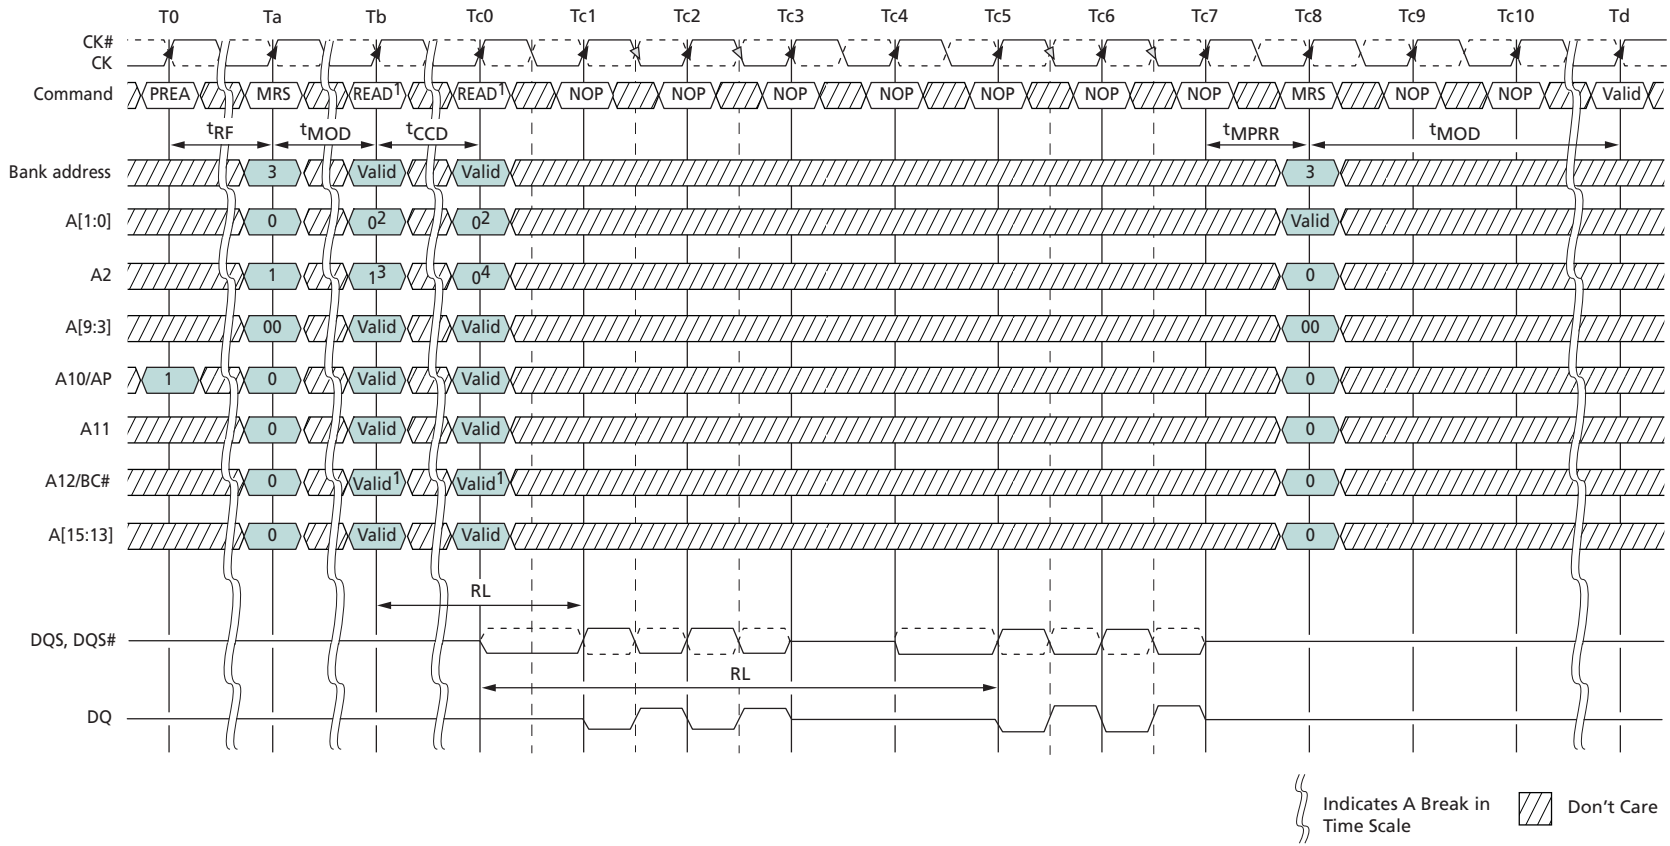 T0 Ta Tb Tc0 Tc1 Tc2 Tc3 Tc4 Tc5 Tc6 Tc7 Tc8 Tc9 Tc10 Td
CK#
CK
Command PREA MRS READ1 READ1 NOP NOP NOP NOP NOP NOP NOP MRS NOP NOP Valid
tRF tMOD tCCD tMPRR tMOD
Bank address 3 Valid Valid 3
A[1:0] 0 02 02 Valid
A2 1 13 04 0
A[9:3] 00 Valid Valid 00
A10/AP 1 0 Valid Valid 0
A11 0 Valid Valid 0
A12/BC# 0 Valid1 Valid1 0
A[15:13] 0 Valid Valid 0
RL
DQS, DQS#
RL
DQ
Indicates A Break in
Time Scale
Don't Care